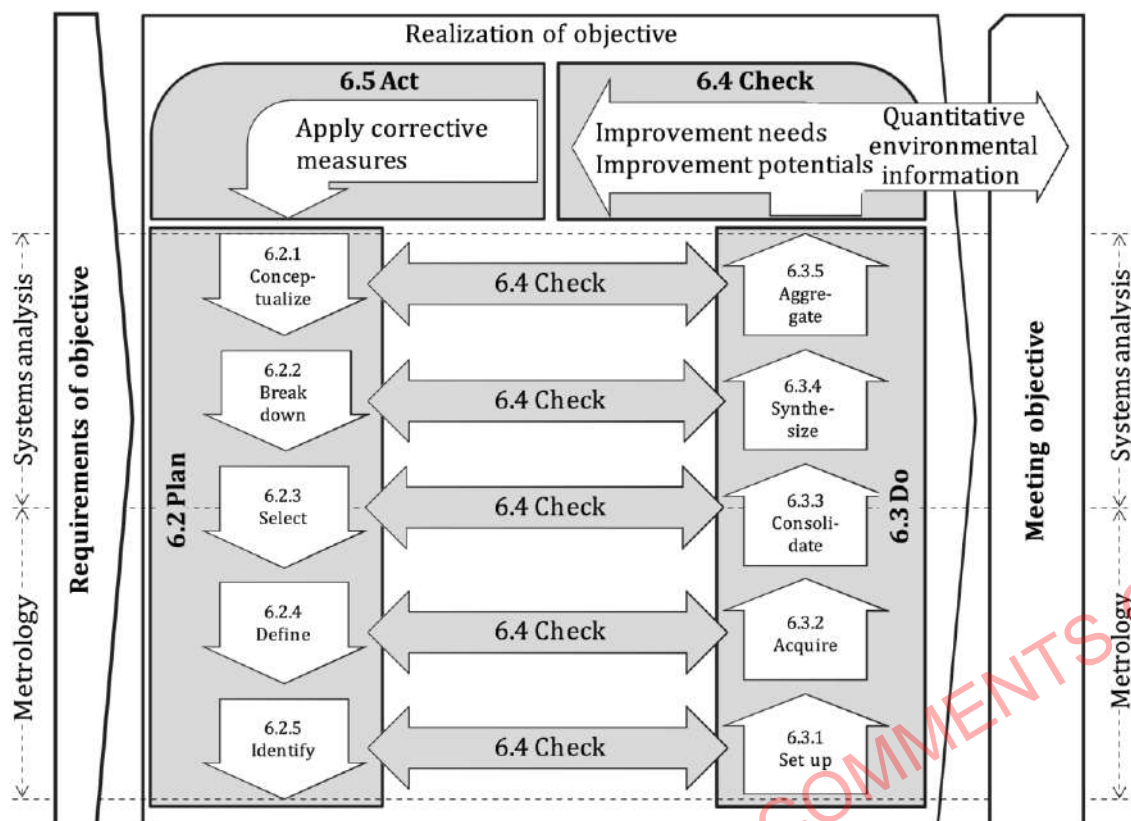 Realization of objective
6.5 Act
Apply corrective
measures
6.4 Check
Improvement needs
Improvement potentials
Quantitative
environmental
information
Systems analysis
Metrology
Requirements of objective
6.2 Plan
6.2.1
Concep-
tualize
6.2.2
Break
down
6.2.3
Select
6.2.4
Define
6.2.5
Identify
6.4 Check
6.4 Check
6.4 Check
6.4 Check
6.4 Check
6.3.5
Aggre-
gate
6.3.4
Synthe-
size
6.3.3
Consoli-
date
6.3.2
Acquire
6.3.1
Set up
6.3 Do
Meeting objective
Systems analysis
Metrology
COMMENTS